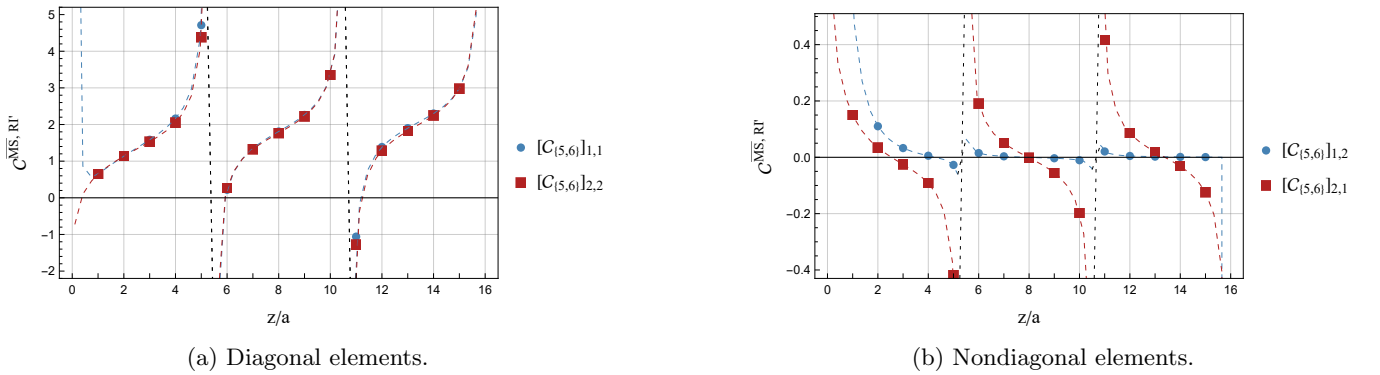 5
4
3
2
1
0
−1
−2
C^{\overline{MS}, RI'}
0 2 4 6 8 10 12 14 16
z/a
[C_{\{5,6\}}]_{1,1}
[C_{\{5,6\}}]_{2,2}
(a) Diagonal elements.
0.4
0.2
0.0
−0.2
−0.4
C^{\overline{MS}, RI'}
0 2 4 6 8 10 12 14 16
z/a
[C_{\{5,6\}}]_{1,2}
[C_{\{5,6\}}]_{2,1}
(b) Nondiagonal elements.